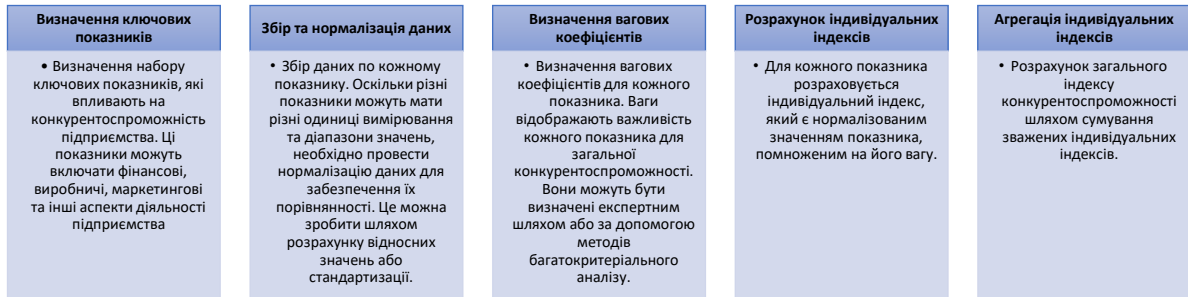 Визначення ключових
показників
• Визначення набору
ключових показників, які
впливають на
конкурентоспроможність
підприємства. Ці
показники можуть
включати фінансові,
виробничі, маркетингові
та інші аспекти діяльності
підприємства
Збір та нормалізація даних
• Збір даних по кожному
показнику. Оскільки різні
показники можуть мати
різні одиниці вимірювання
та діапазони значень,
необхідно провести
нормалізацію даних для
забезпечення їх
порівнянності. Це можна
зробити шляхом
розрахунку відносних
значень або
стандартизації.
Визначення вагових
коефіцієнтів
• Визначення вагових
коефіцієнтів для кожного
показника. Ваги
відображають важливість
кожного показника для
загальної
конкурентоспроможності.
Вони можуть бути
визначені експертним
шляхом або за допомогою
методів
багатокритеріального
аналізу.
Розрахунок індивідуальних
індексів
• Для кожного показника
розраховується
індивідуальний індекс,
який є нормалізованим
значенням показника,
помноженим на його вагу.
Агрегація індивідуальних
індексів
• Розрахунок загального
індексу
конкурентоспроможності
шляхом сумування
зважених індивідуальних
індексів.